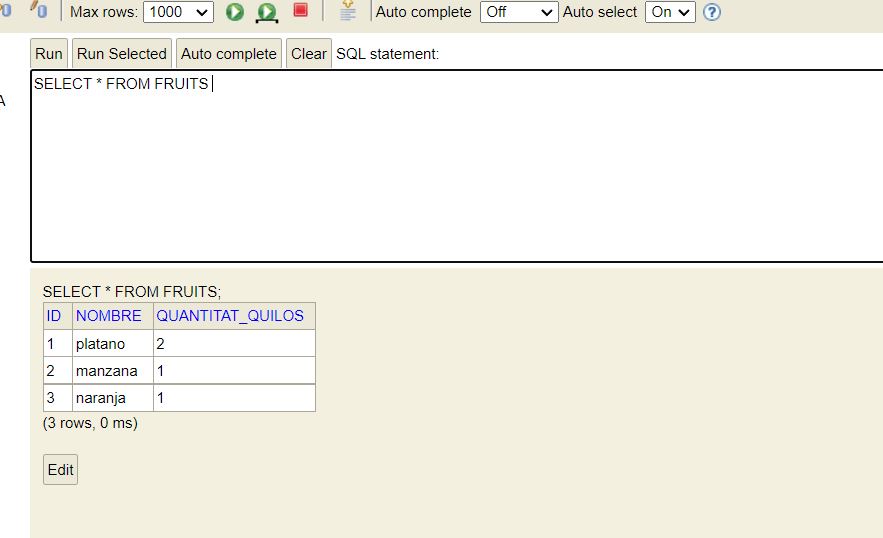 Max rows: 1000 Auto complete Off Auto select On ?
Run Run Selected Auto complete Clear SQL statement:
SELECT * FROM FRUITS
A
SELECT * FROM FRUITS;
ID NOMBRE QUANTITAT_QUILOS
1 platano 2
2 manzana 1
3 naranja 1
(3 rows, 0 ms)
Edit